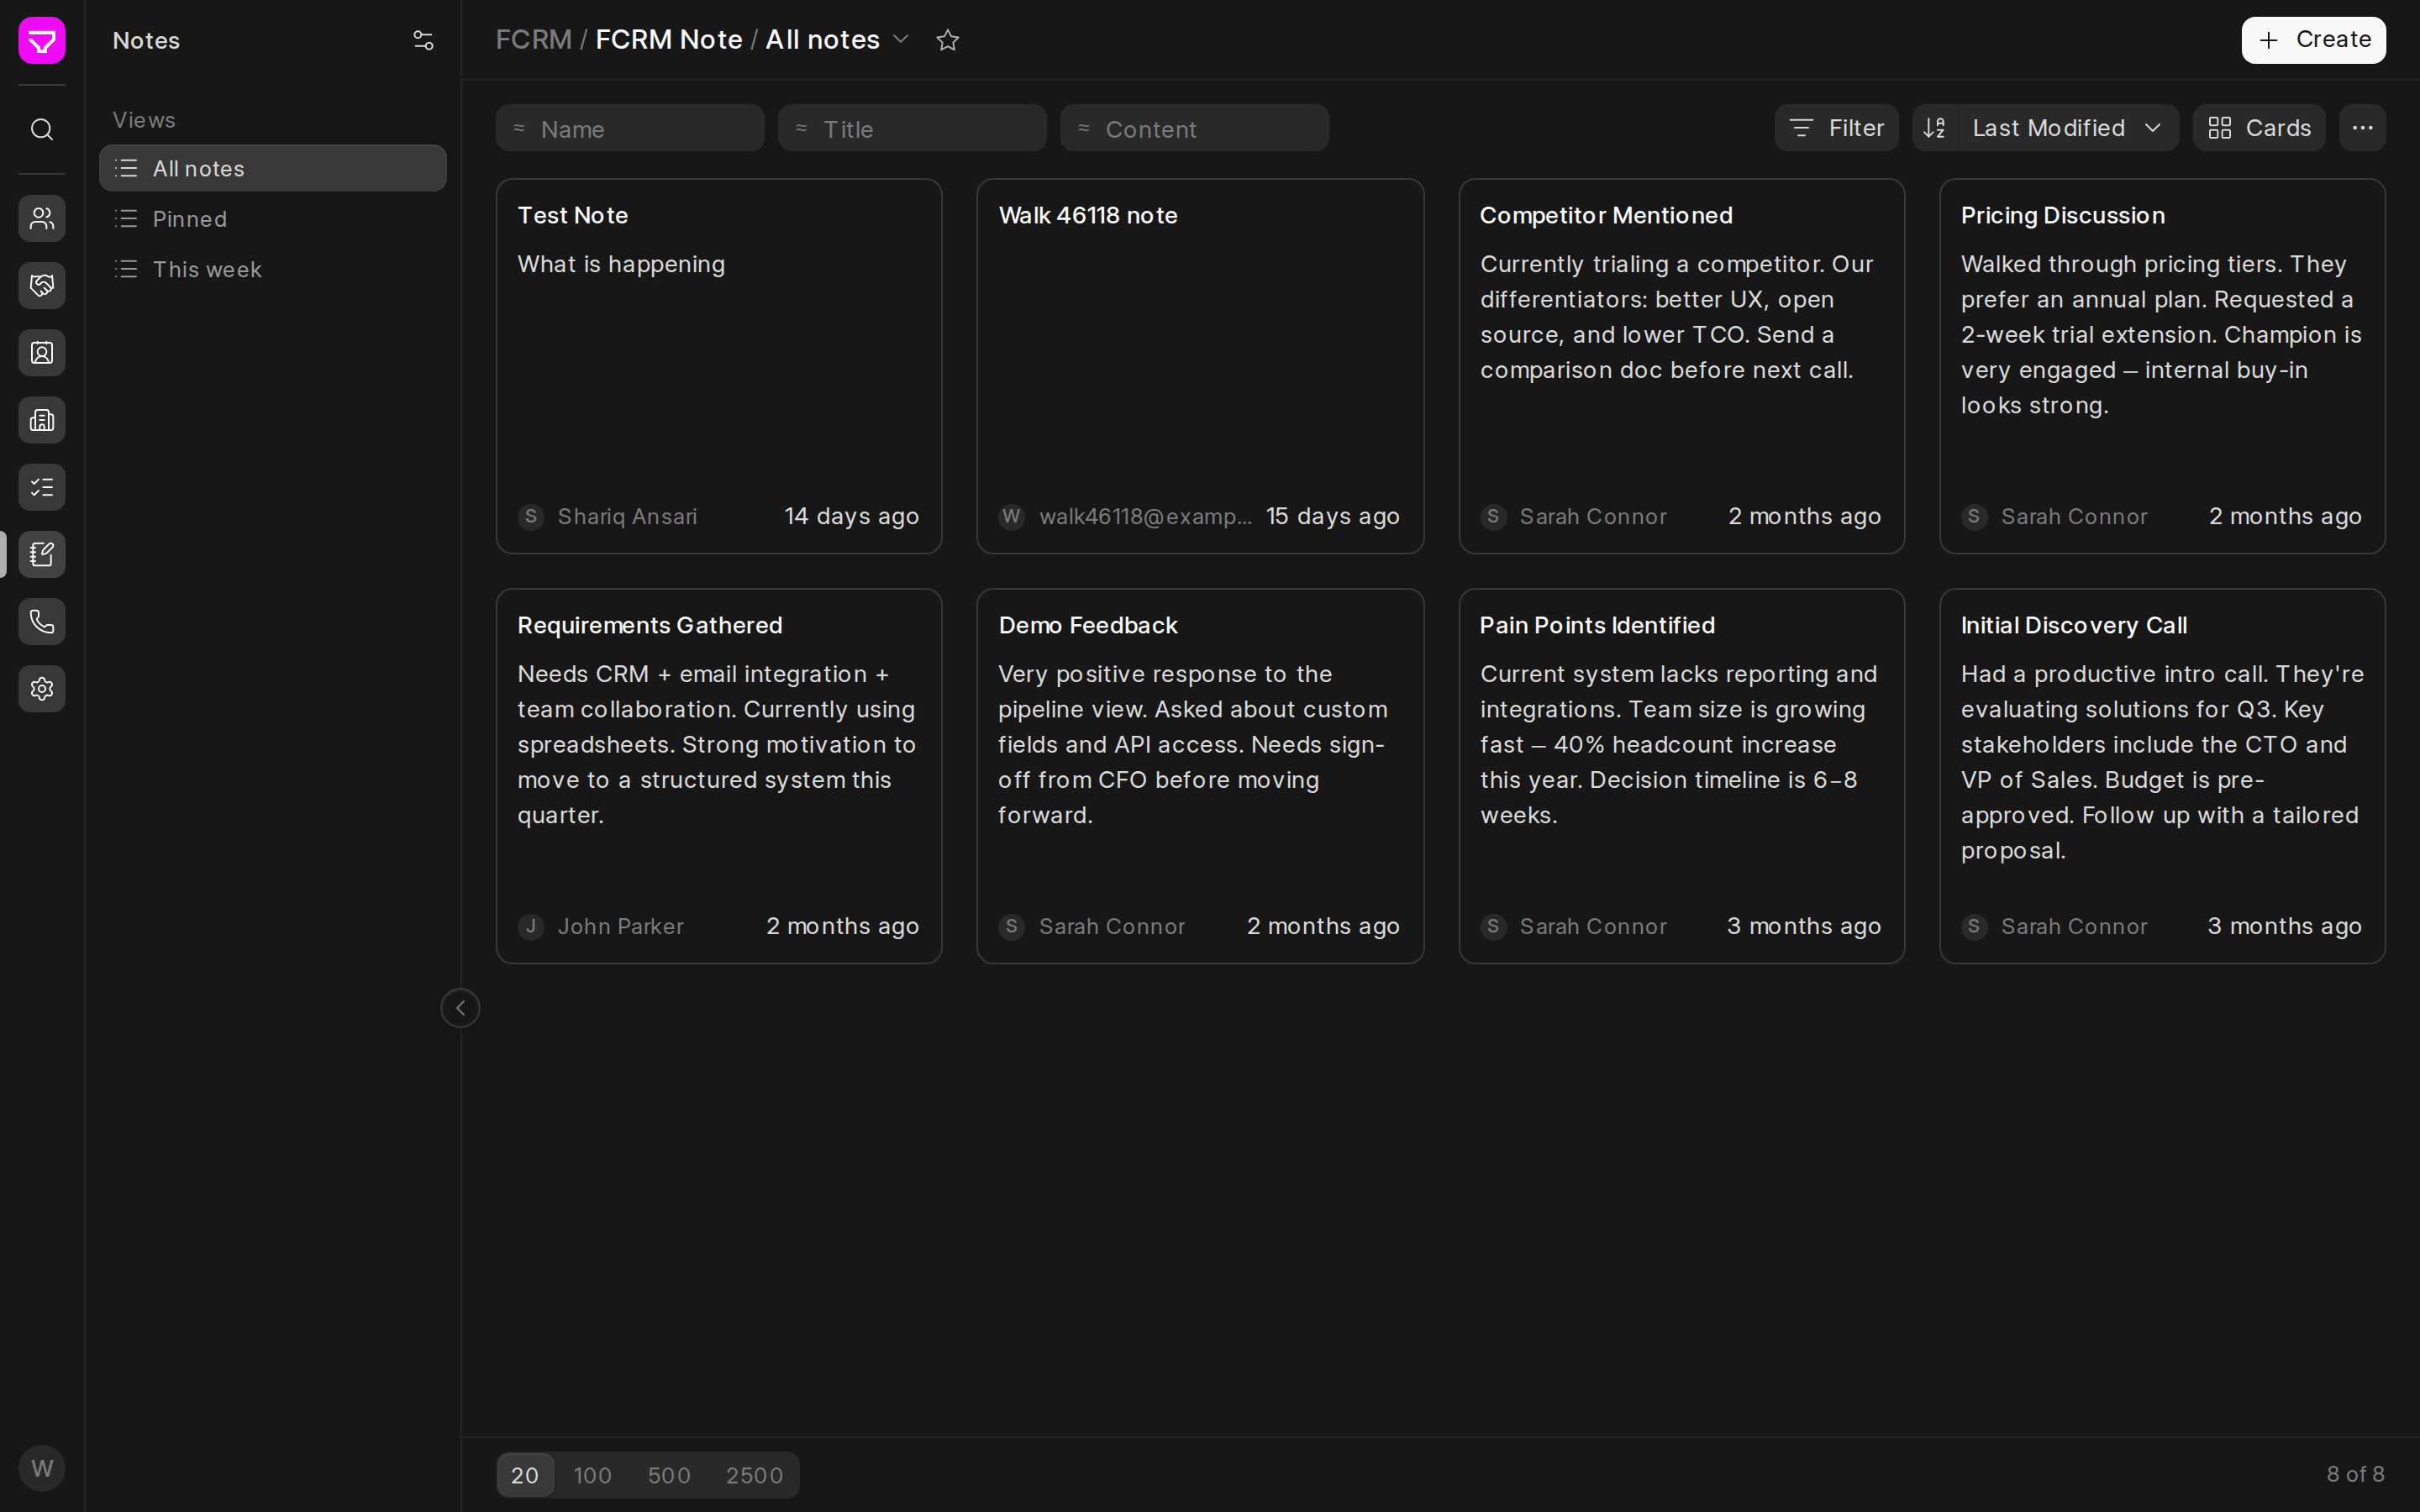 Notes
Views
All notes
Pinned
This week
W
FCRM / FCRM Note / All notes
Create
≈ Name
≈ Title
≈ Content
Filter
Last Modified
Cards
Test Note
What is happening
S Shariq Ansari 14 days ago
Walk 46118 note
W walk46118@examp... 15 days ago
Competitor Mentioned
Currently trialing a competitor. Our
differentiators: better UX, open
source, and lower TCO. Send a
comparison doc before next call.
S Sarah Connor 2 months ago
Pricing Discussion
Walked through pricing tiers. They
prefer an annual plan. Requested a
2-week trial extension. Champion is
very engaged — internal buy-in
looks strong.
S Sarah Connor 2 months ago
Requirements Gathered
Needs CRM + email integration +
team collaboration. Currently using
spreadsheets. Strong motivation to
move to a structured system this
quarter.
J John Parker 2 months ago
Demo Feedback
Very positive response to the
pipeline view. Asked about custom
fields and API access. Needs sign-
off from CFO before moving
forward.
S Sarah Connor 2 months ago
Pain Points Identified
Current system lacks reporting and
integrations. Team size is growing
fast — 40% headcount increase
this year. Decision timeline is 6–8
weeks.
S Sarah Connor 3 months ago
Initial Discovery Call
Had a productive intro call. They're
evaluating solutions for Q3. Key
stakeholders include the CTO and
VP of Sales. Budget is pre-
approved. Follow up with a tailored
proposal.
S Sarah Connor 3 months ago
20 100 500 2500
8 of 8